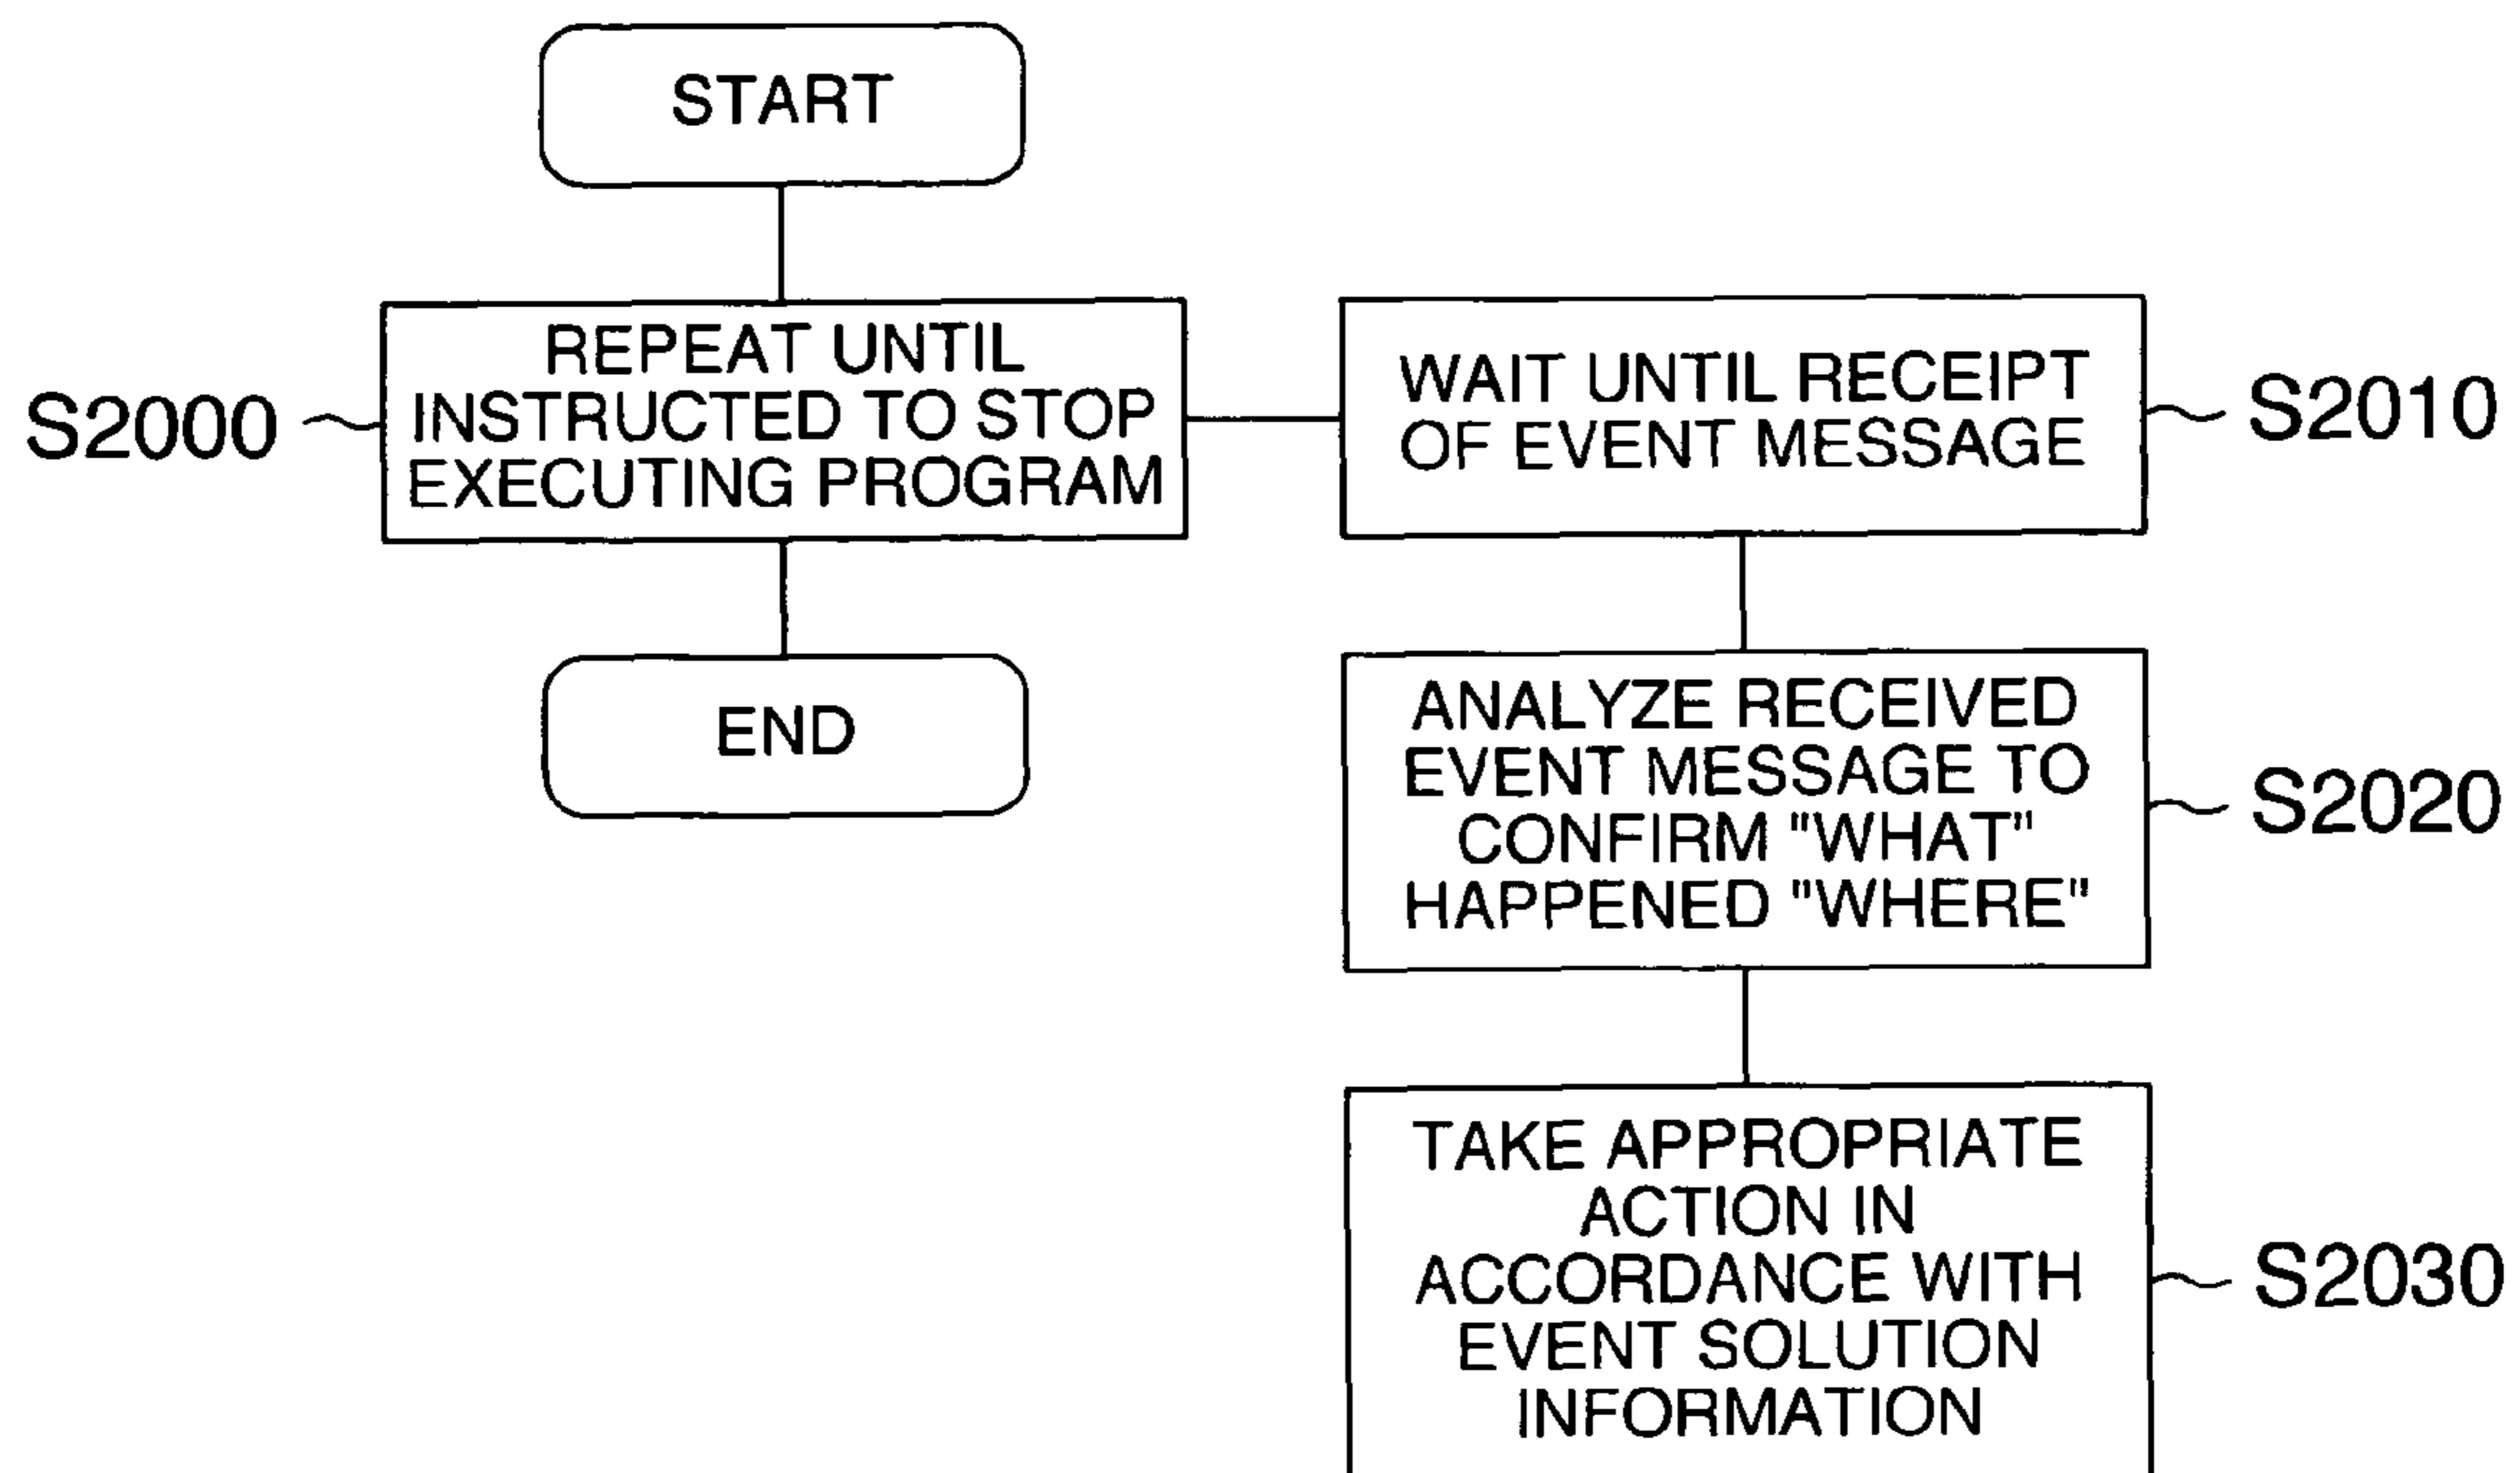 START
S2000
REPEAT UNTIL
INSTRUCTED TO STOP
EXECUTING PROGRAM
END
WAIT UNTIL RECEIPT
OF EVENT MESSAGE
S2010
ANALYZE RECEIVED
EVENT MESSAGE TO
CONFIRM "WHAT"
HAPPENED "WHERE"
S2020
TAKE APPROPRIATE
ACTION IN
ACCORDANCE WITH
EVENT SOLUTION
INFORMATION
S2030